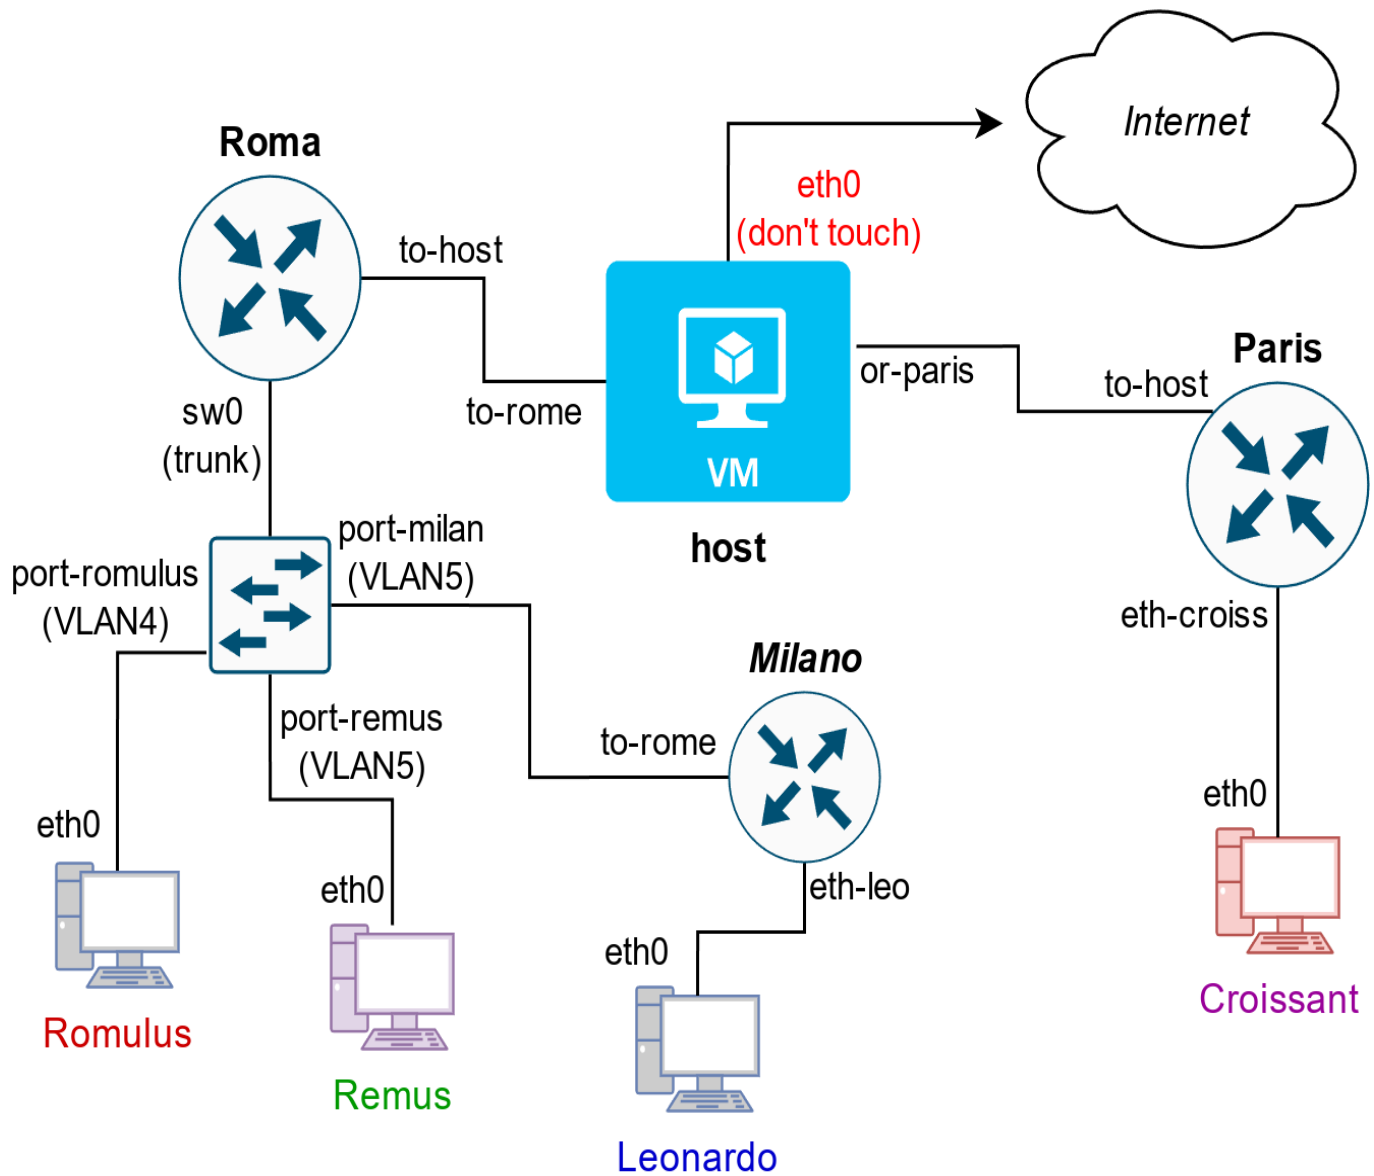 Internet
Roma
eth0
(don't touch)
to-host
Paris
or-paris
to-host
sw0
(trunk)
to-rome
VM
host
port-milan
(VLAN5)
port-romulus
(VLAN4)
eth-croiss
Milano
port-remus
(VLAN5)
to-rome
eth0
eth0
eth0
eth-leo
eth0
Croissant
Romulus
Remus
Leonardo